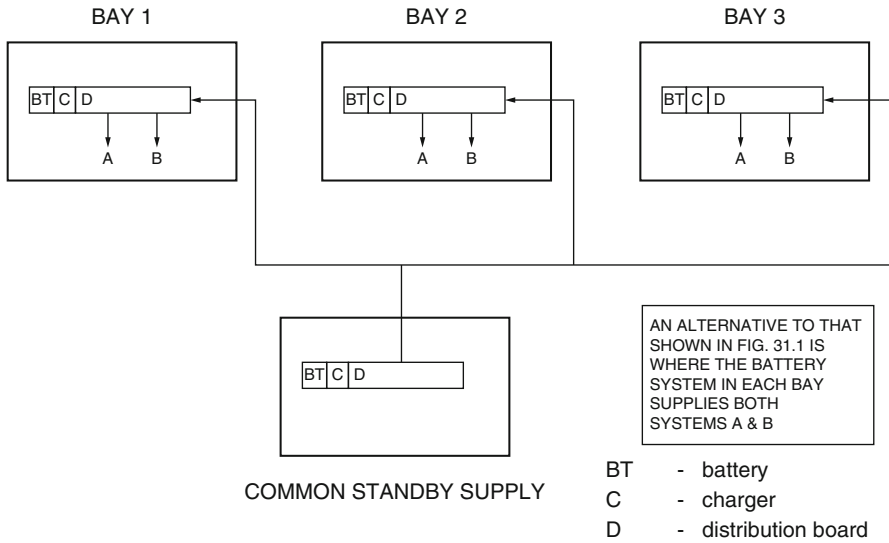 BAY 1 BAY 2 BAY 3
BT C D BT C D BT C D
A B A B A B
BT C D
COMMON STANDBY SUPPLY
AN ALTERNATIVE TO THAT
SHOWN IN FIG. 31.1 IS
WHERE THE BATTERY
SYSTEM IN EACH BAY
SUPPLIES BOTH
SYSTEMS A & B
BT - battery
C - charger
D - distribution board